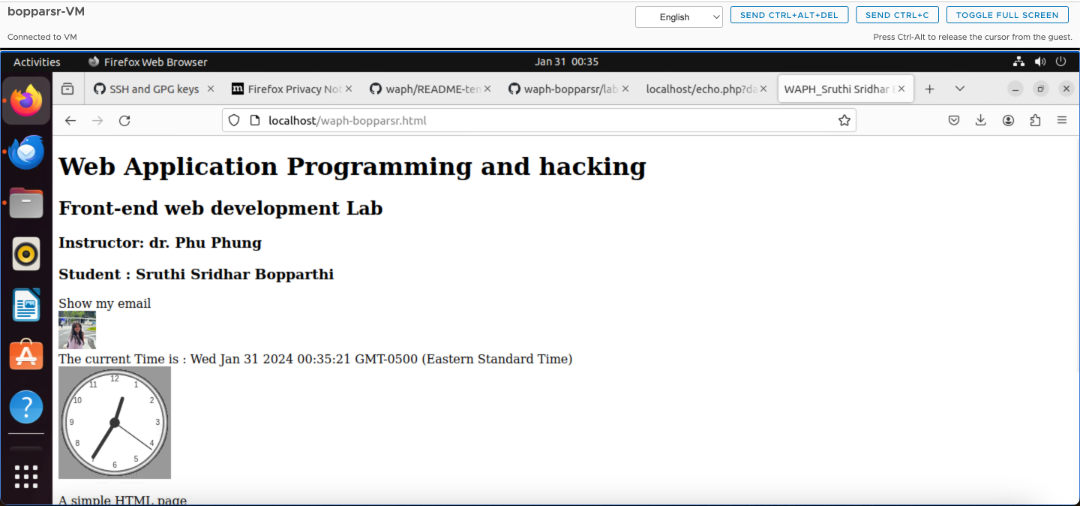 bopparsr-VM
English
SEND CTRL+ALT+DEL
SEND CTRL+C
TOGGLE FULL SCREEN
Connected to VM
Press Ctrl-Alt to release the cursor from the guest.
Activities
Firefox Web Browser
Jan 31 00:35
SSH and GPG keys
Firefox Privacy Not
waph/README-ten
waph-bopparsr/lab
localhost/echo.php?da
WAPH_Sruthi Sridhar
localhost/waph-bopparsr.html
Web Application Programming and hacking
Front-end web development Lab
Instructor: dr. Phu Phung
Student : Sruthi Sridhar Bopparthi
Show my email
The current Time is : Wed Jan 31 2024 00:35:21 GMT-0500 (Eastern Standard Time)
12
11
1
10
2
9
3
8
4
7
5
6
A simple HTML page